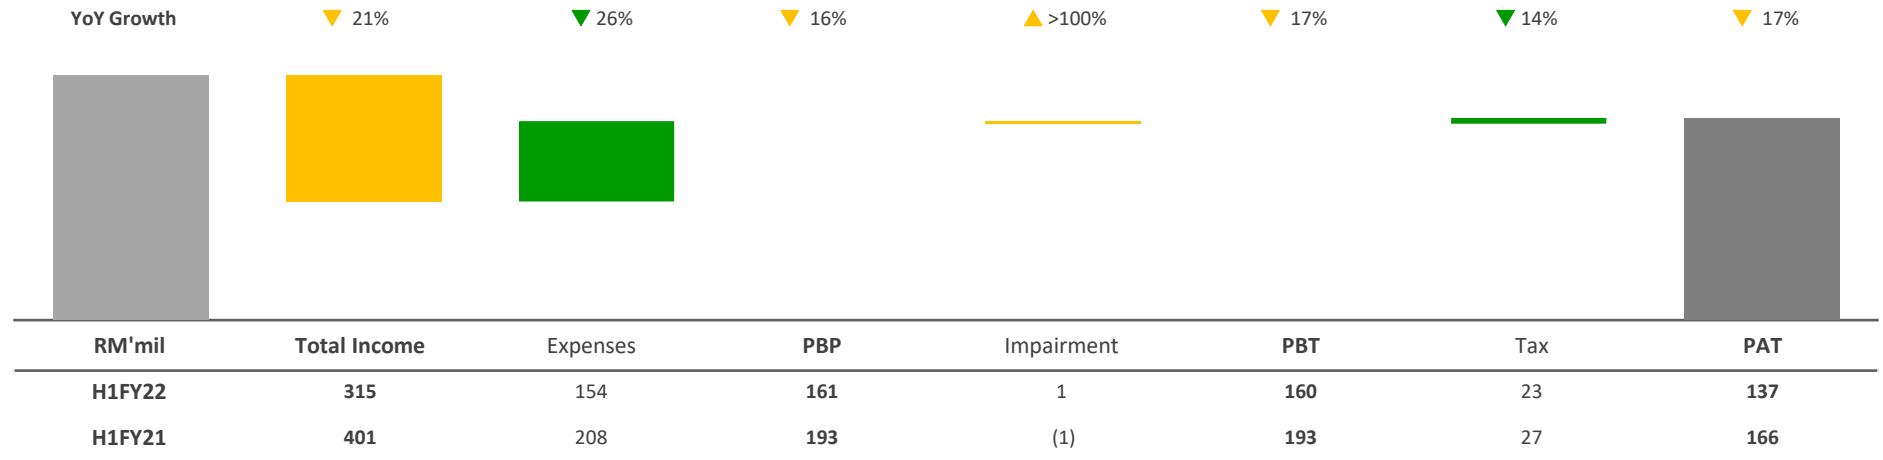 YoY Growth ▼ 21% ▼ 26% ▼ 16% ▲ >100% ▼ 17% ▼ 14% ▼ 17%
RM'mil Total Income Expenses PBP Impairment PBT Tax PAT
H1FY22 315 154 161 1 160 23 137
H1FY21 401 208 193 (1) 193 27 166